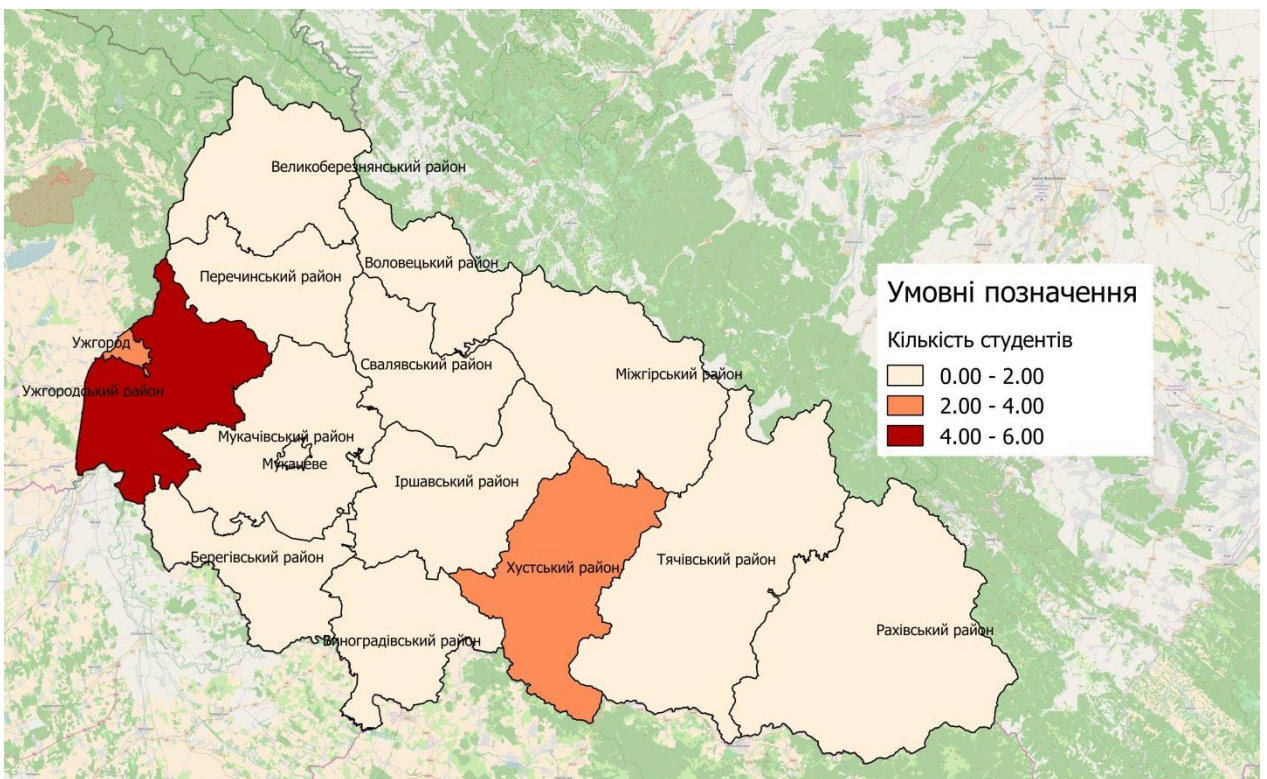 Великоберезнянський район
Воловецький район
Перечинський район
Ужгород
Свалявський район
Міжгірський район
Ужгородський район
Мукачівський район
Мукачеве
Іршавський район
Берегівський район
Хустський район
Тячівський район
Виноградівський район
Рахівський район
Умовні позначення
Кількість студентів
0.00 - 2.00
2.00 - 4.00
4.00 - 6.00